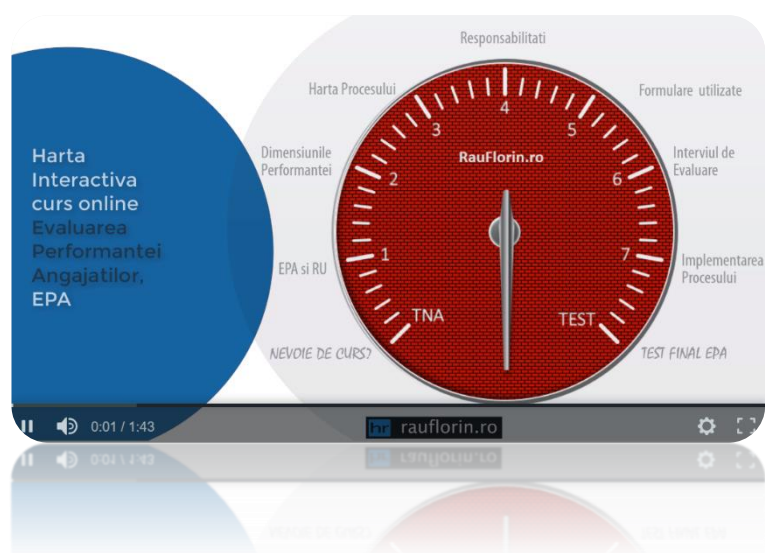 Harta
Interactiva
curs online
Evaluarea
Performantei
Angajatilor,
EPA
Responsabilitati
Harta Procesului
Formulare utilizate
Dimensiunile
Performantei
Interviul de
Evaluare
EPA si RU
Implementarea
Procesului
NEVOIE DE CURS?
TEST FINAL EPA
RauFlorin.ro
TNA
1
2
3
4
5
6
7
TEST
0:01 / 1:43
hr rauflorin.ro